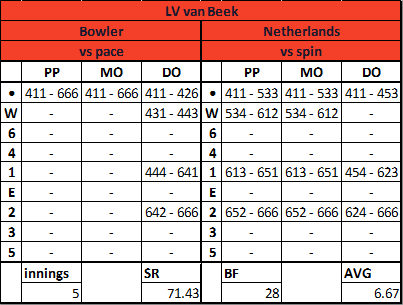 LV van Beek
Bowler Netherlands
vs pace vs spin
PP MO DO PP MO DO
• 411 - 666 411 - 666 411 - 426 • 411 - 533 411 - 533 411 - 453
W - - 431 - 443 W 534 - 612 534 - 612 -
6 - - - 6 - - -
4 - - - 4 - - -
1 - - 444 - 641 1 613 - 651 613 - 651 454 - 623
E - - - E - - -
2 - - 642 - 666 2 652 - 666 652 - 666 624 - 666
3 - - - 3 - - -
5 - - - 5 - - -
innings SR BF AVG
5 71.43 28 6.67